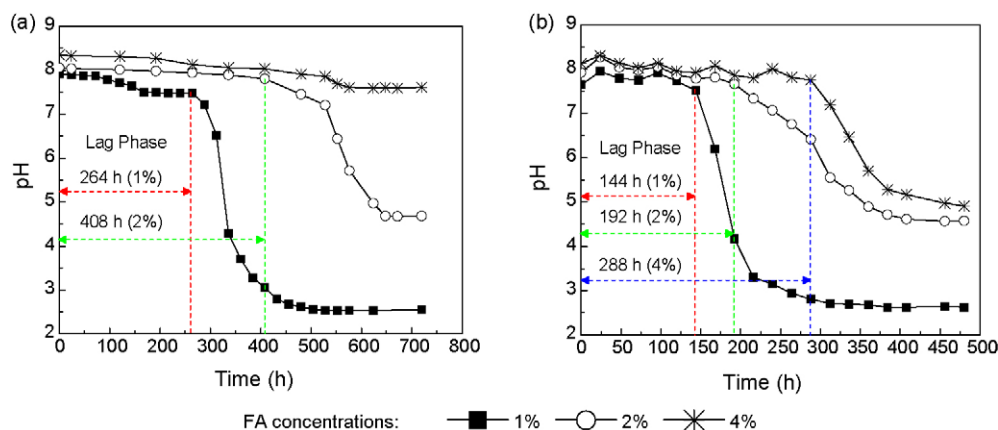 (a)
9
8
7
6
5
4
3
2
pH
Lag Phase
264 h (1%)
408 h (2%)
0 100 200 300 400 500 600 700 800
Time (h)
(b)
9
8
7
6
5
4
3
2
pH
Lag Phase
144 h (1%)
192 h (2%)
288 h (4%)
0 50 100 150 200 250 300 350 400 450 500
Time (h)
FA concentrations: 1% 2% 4%